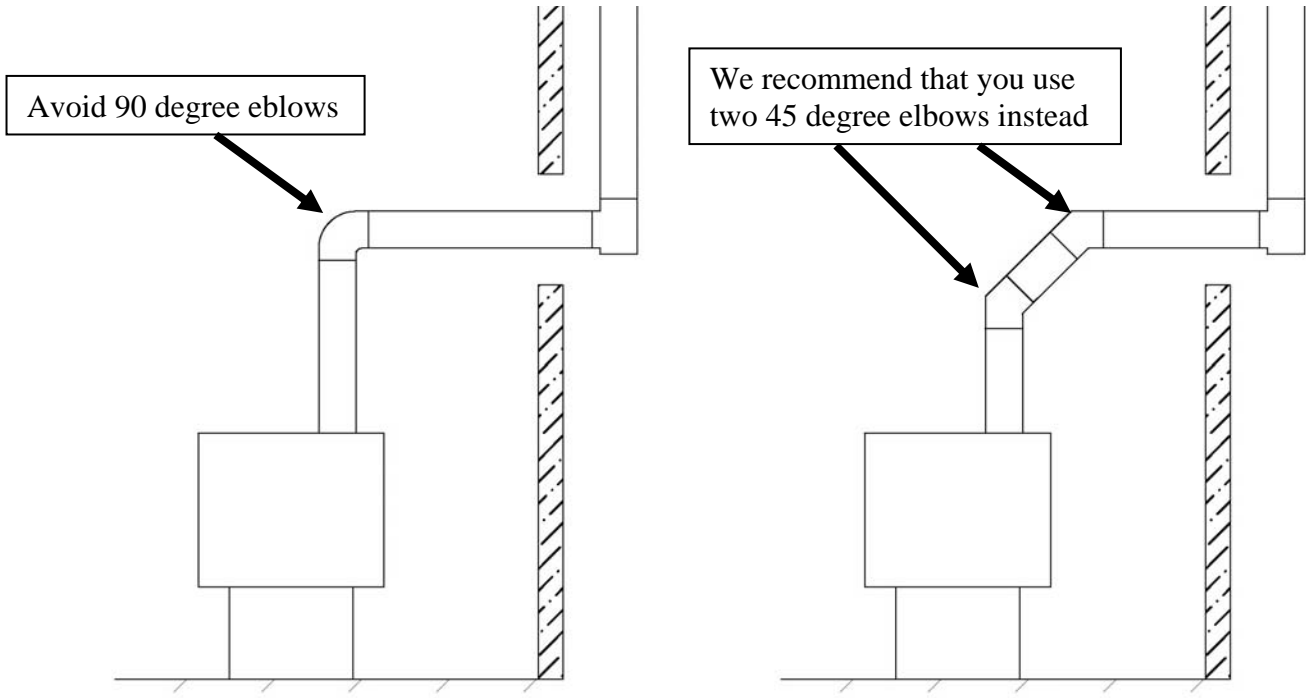 Avoid 90 degree eblows
We recommend that you use
two 45 degree elbows instead